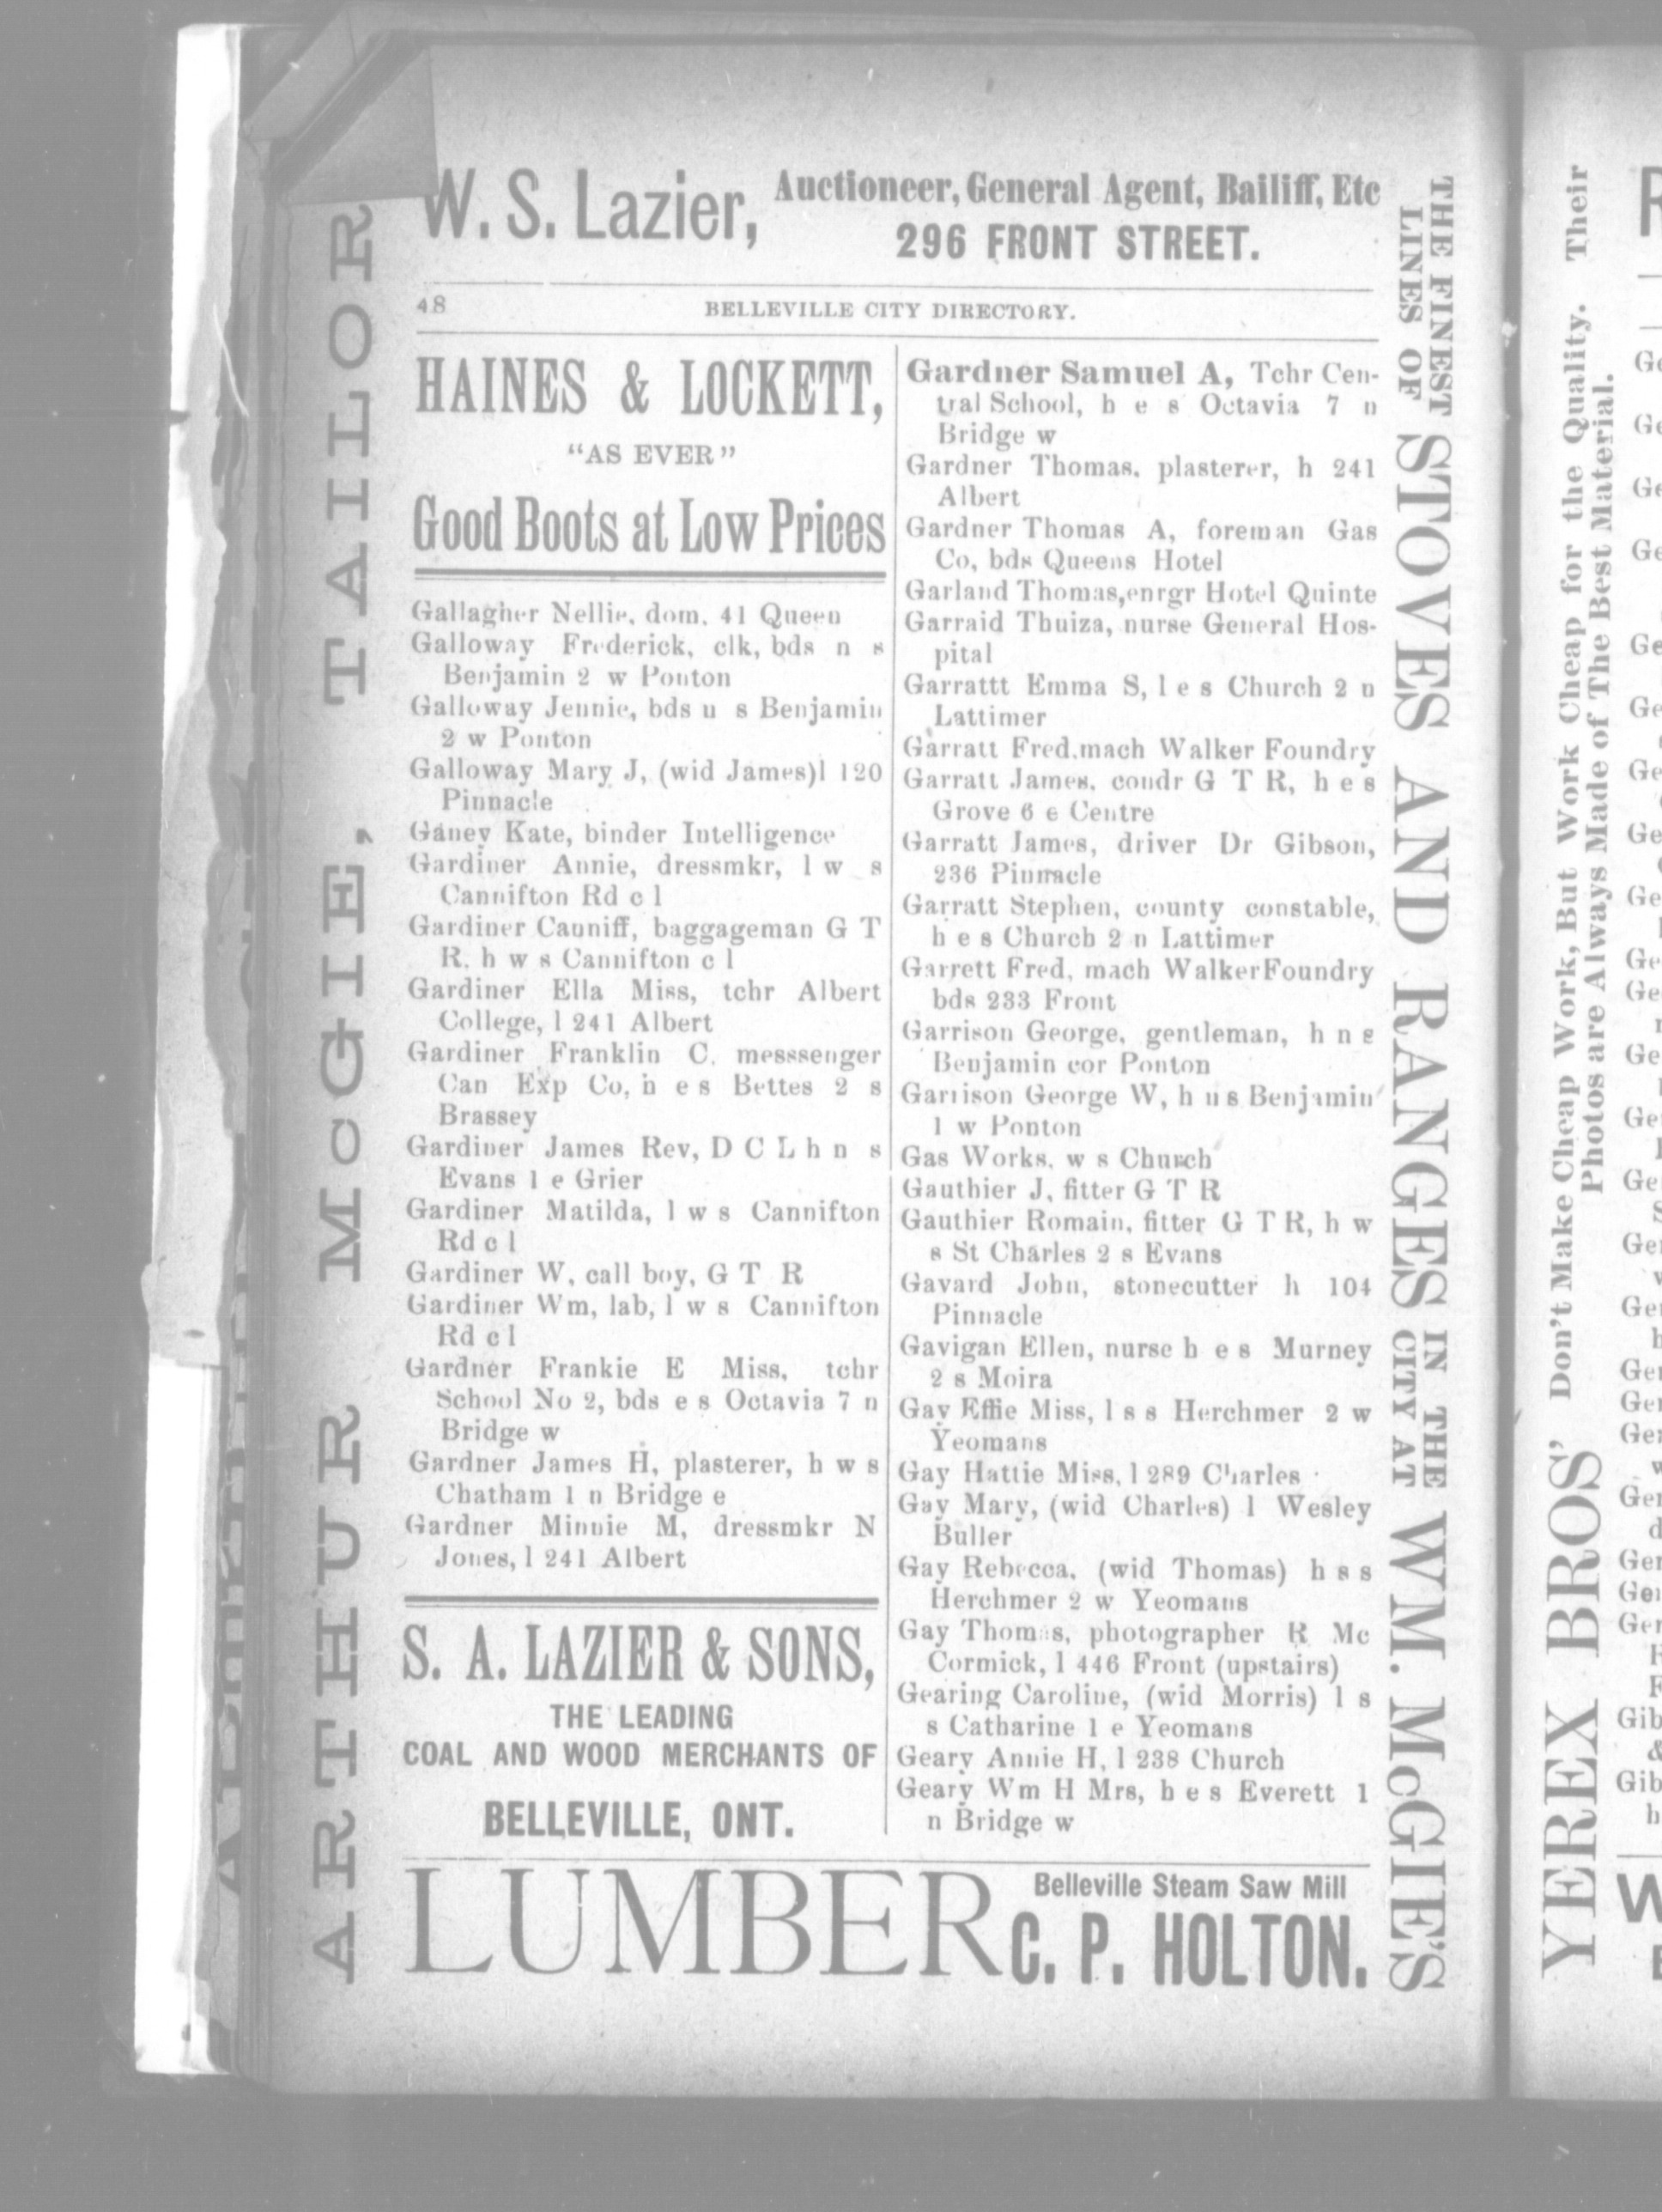 W. S. Lazier,
Auctioneer, General Agent, Bailiff, Etc
296 FRONT STREET.
48
BELLEVILLE CITY DIRECTORY.
HAINES & LOCKETT,
"AS EVER"
Good Boots at Low Prices
Gallagher Nellie, dom. 41 Queen
Galloway Frederick, clk, bds n s
Benjamin 2 w Ponton
Galloway Jennie, bds n s Benjamin
2 w Ponton
Galloway Mary J, (wid James)l 120
Pinnacle
Ganey Kate, binder Intelligence
Gardiner Annie, dressmkr, l w s
Cannifton Rd c l
Gardiner Canniff, baggageman G T
R, h w s Cannifton c l
Gardiner Ella Miss, tchr Albert
College, l 241 Albert
Gardiner Franklin C. messsenger
Can Exp Co, h e s Bettes 2 s
Brassey
Gardiner James Rev, D C L h n s
Evans 1 e Grier
Gardiner Matilda, l w s Cannifton
Rd c l
Gardiner W, call boy, G T R
Gardiner Wm, lab, l w s Cannifton
Rd c l
Gardner Frankie E Miss, tchr
School No 2, bds e s Octavia 7 n
Bridge w
Gardner James H, plasterer, h w s
Chatham 1 n Bridge e
Gardner Minnie M, dressmkr N
Jones, l 241 Albert
S. A. LAZIER & SONS,
THE LEADING
COAL AND WOOD MERCHANTS OF
BELLEVILLE, ONT.
Gardner Samuel A, Tchr Cen-
tral School, h e s Octavia 7 n
Bridge w
Gardner Thomas, plasterer, h 241
Albert
Gardner Thomas A, foreman Gas
Co, bds Queens Hotel
Garland Thomas,enrgr Hotel Quinte
Garraid Thuiza, nurse General Hos-
pital
Garrattt Emma S, l e s Church 2 n
Lattimer
Garratt Fred,mach Walker Foundry
Garratt James, condr G T R, h e s
Grove 6 e Centre
Garratt James, driver Dr Gibson,
236 Pinnacle
Garratt Stephen, county constable,
h e s Church 2 n Lattimer
Garrett Fred, mach WalkerFoundry
bds 233 Front
Garrison George, gentleman, h n s
Benjamin cor Ponton
Garrison George W, h n s Benjamin
1 w Ponton
Gas Works, w s Church
Gauthier J, fitter G T R
Gauthier Romain, fitter G T R, h w
s St Charles 2 s Evans
Gavard John, stonecutter h 104
Pinnacle
Gavigan Ellen, nurse h e s Murney
2 s Moira
Gay Effie Miss, l s s Herchmer 2 w
Yeomans
Gay Hattie Miss, l 289 Charles
Gay Mary, (wid Charles) l Wesley
Buller
Gay Rebecca, (wid Thomas) h s s
Herchmer 2 w Yeomans
Gay Thomas, photographer R Mc
Cormick, l 446 Front (upstairs)
Gearing Caroline, (wid Morris) l s
s Catharine 1 e Yeomans
Geary Annie H, l 238 Church
Geary Wm H Mrs, h e s Everett 1
n Bridge w
LUMBER
Belleville Steam Saw Mill
C. P. HOLTON.
ARTHUR McGIE, TAILOR
THE FINEST
LINES OF
STOVES AND RANGES
IN THE
CITY AT
WM. McGIE'S
YEREX BROS'
Don't Make Cheap Work, But Work Cheap for the Quality. Their
Photos are Always Made of The Best Material.